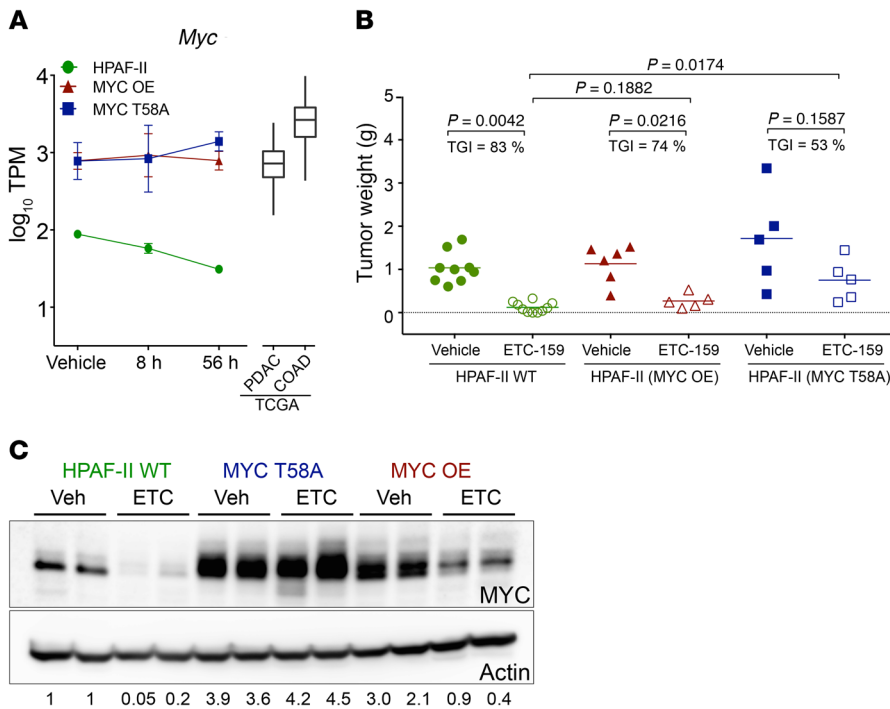 A
Myc
HPAF-II
MYC OE
MYC T58A
log10 TPM
4
3
2
1
Vehicle 8 h 56 h
PDAC COAD
TCGA
B
P = 0.0174
P = 0.1882
P = 0.0042 P = 0.0216 P = 0.1587
TGI = 83 % TGI = 74 % TGI = 53 %
Tumor weight (g)
5
4
3
2
1
0
Vehicle ETC-159 Vehicle ETC-159 Vehicle ETC-159
HPAF-II WT HPAF-II (MYC OE) HPAF-II (MYC T58A)
C
HPAF-II WT MYC T58A MYC OE
Veh ETC Veh ETC Veh ETC
MYC
Actin
1 1 0.05 0.2 3.9 3.6 4.2 4.5 3.0 2.1 0.9 0.4